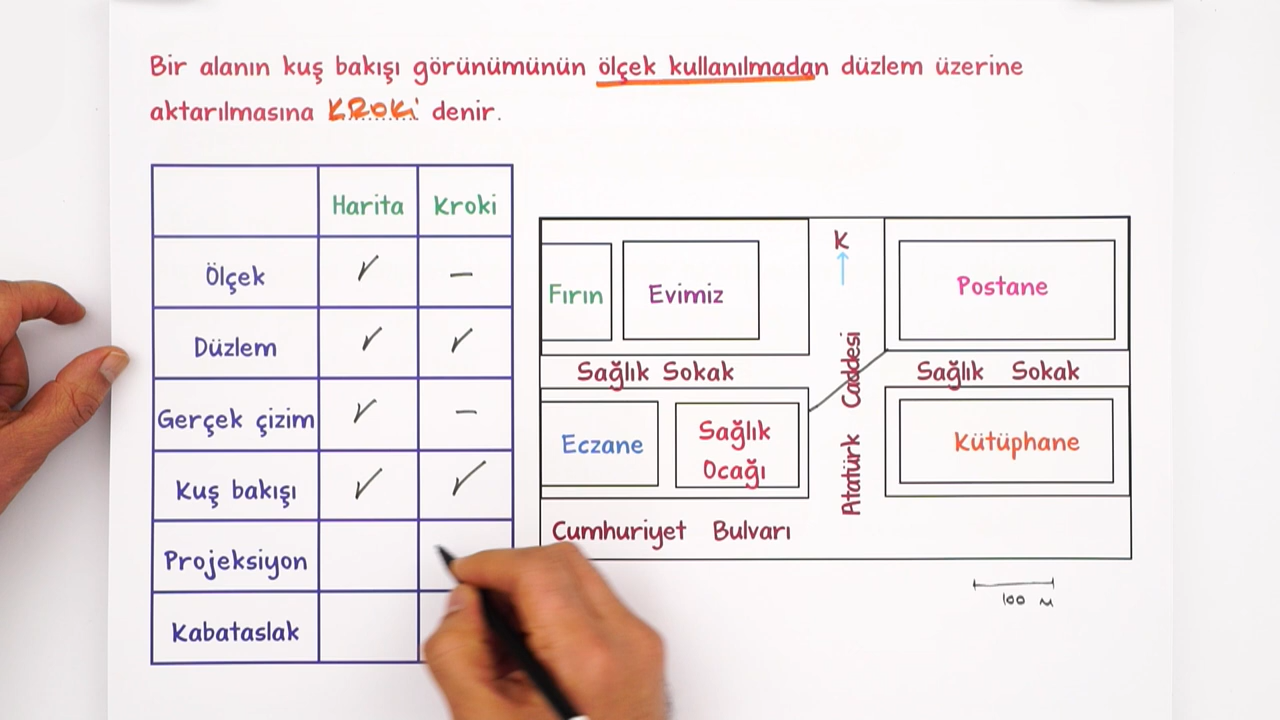 Bir alanın kuş bakışı görünümünün ölçek kullanılmadan düzlem üzerine
aktarılmasına KROKİ denir.
Harita Kroki
Ölçek ✓ –
Düzlem ✓ ✓
Gerçek çizim ✓ –
Kuş bakışı ✓ ✓
Projeksiyon
Kabataslak
K
Fırın Evimiz
Postane
Sağlık Sokak
Sağlık Sokak
Atatürk Caddesi
Eczane
Sağlık
Ocağı
Kütüphane
Cumhuriyet Bulvarı
100 M